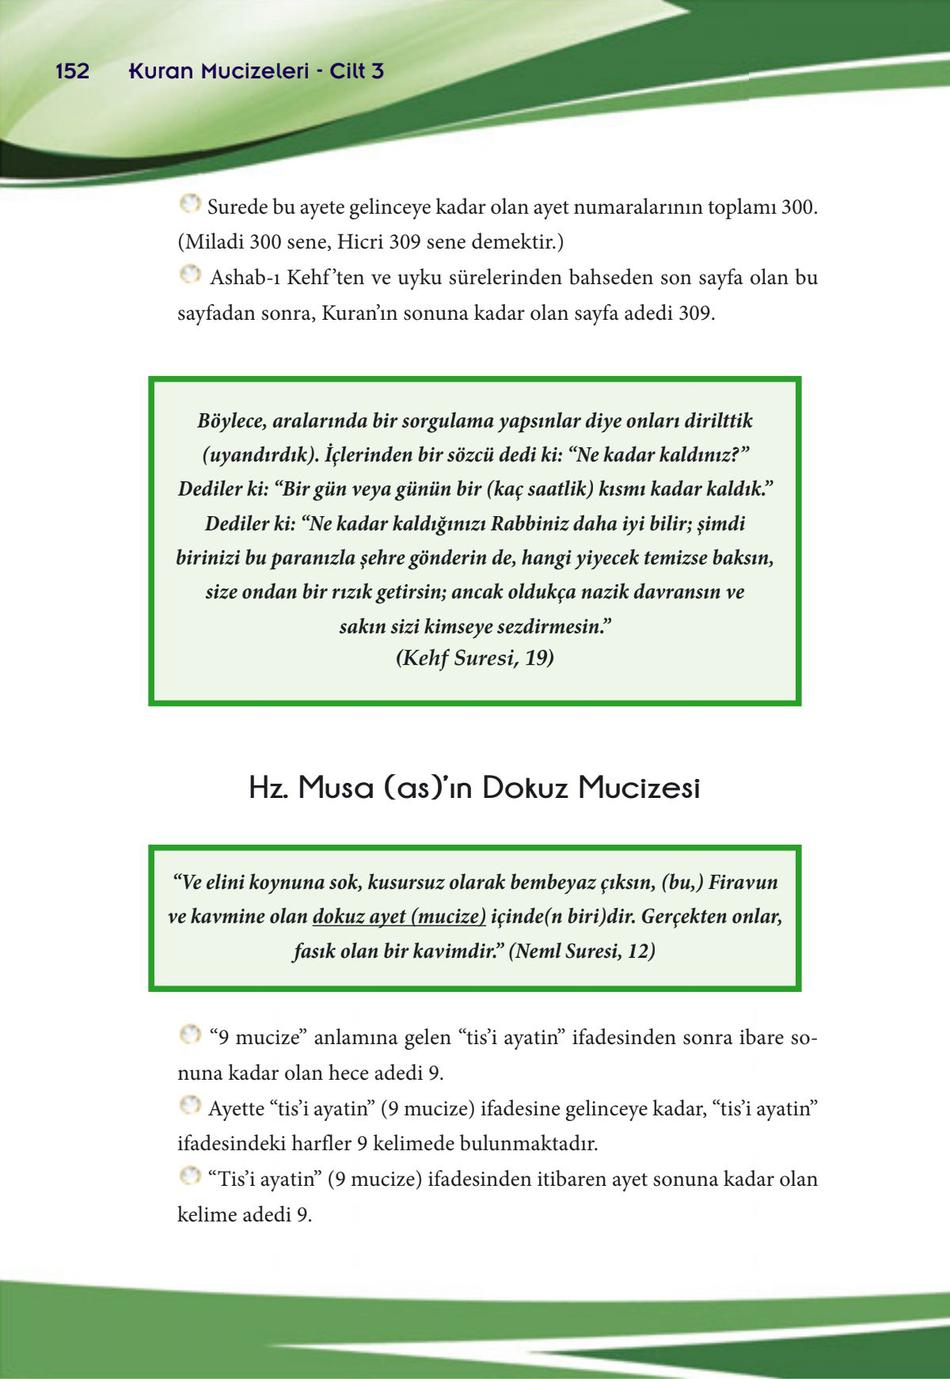 152 Kuran Mucizeleri - Cilt 3
Surede bu ayete gelinceye kadar olan ayet numaralarının toplamı 300.
(Miladi 300 sene, Hicri 309 sene demektir.)
Ashab-ı Kehf’ten ve uyku sürelerinden bahseden son sayfa olan bu
sayfadan sonra, Kuran’ın sonuna kadar olan sayfa adedi 309.
Böylece, aralarında bir sorgulama yapsınlar diye onları dirilttik
(uyandırdık). İçlerinden bir sözcü dedi ki: “Ne kadar kaldınız?”
Dediler ki: “Bir gün veya günün bir (kaç saatlik) kısmı kadar kaldık.”
Dediler ki: “Ne kadar kaldığınızı Rabbiniz daha iyi bilir; şimdi
birinizi bu paranızla şehre gönderin de, hangi yiyecek temizse baksın,
size ondan bir rızık getirsin; ancak oldukça nazik davransın ve
sakın sizi kimseye sezdirmesin.”
(Kehf Suresi, 19)
Hz. Musa (as)’ın Dokuz Mucizesi
“Ve elini koynuna sok, kusursuz olarak bembeyaz çıksın, (bu,) Firavun
ve kavmine olan dokuz ayet (mucize) içinde(n biri)dir. Gerçekten onlar,
fasık olan bir kavimdir.” (Neml Suresi, 12)
“9 mucize” anlamına gelen “tis’i ayatin” ifadesinden sonra ibare so-
nuna kadar olan hece adedi 9.
Ayette “tis’i ayatin” (9 mucize) ifadesine gelinceye kadar, “tis’i ayatin”
ifadesindeki harfler 9 kelimede bulunmaktadır.
“Tis’i ayatin” (9 mucize) ifadesinden itibaren ayet sonuna kadar olan
kelime adedi 9.